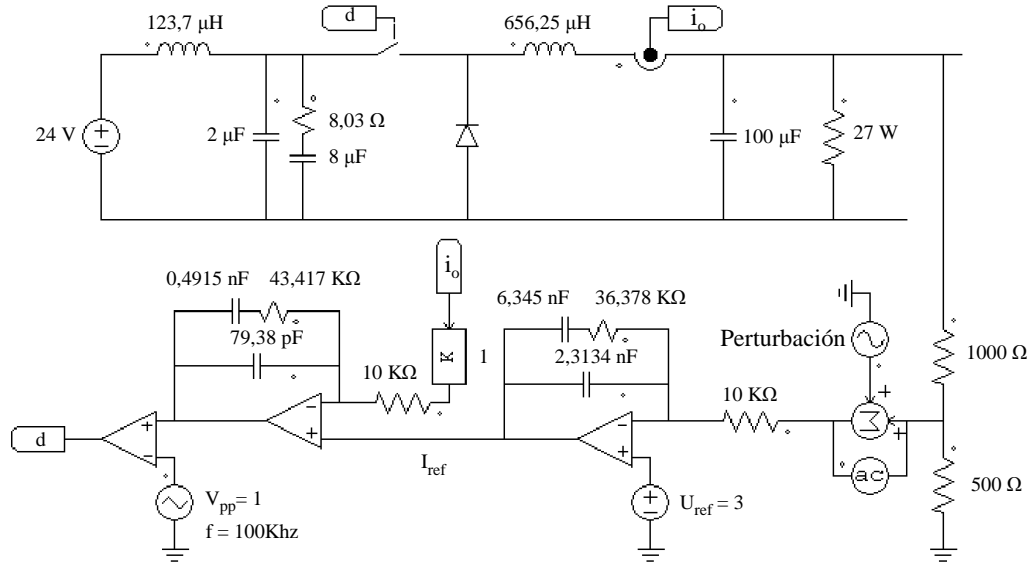 123,7 μH
d
656,25 μH
i_o
24 V
2 μF
8,03 Ω
8 μF
100 μF
27 W
0,4915 nF
43,417 KΩ
79,38 pF
i_o
K
1
10 KΩ
6,345 nF
36,378 KΩ
2,3134 nF
10 KΩ
Perturbación
1000 Ω
Σ
ac
500 Ω
d
I_ref
V_pp= 1
f = 100Khz
U_ref = 3